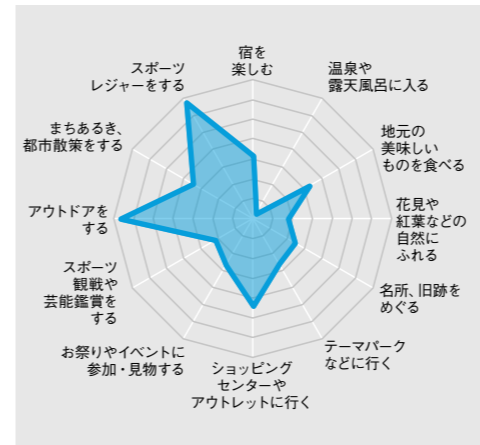 宿を
楽しむ
温泉や
露天風呂に入る
地元の
美味しい
ものを食べる
花見や
紅葉などの
自然に
ふれる
名所、旧跡を
めぐる
テーマパーク
などに行く
ショッピング
センターや
アウトレットに行く
お祭りやイベントに
参加・見物する
スポーツ
観戦や
芸能鑑賞を
する
アウトドアを
する
まちあるき、
都市散策をする
スポーツ
レジャーをする